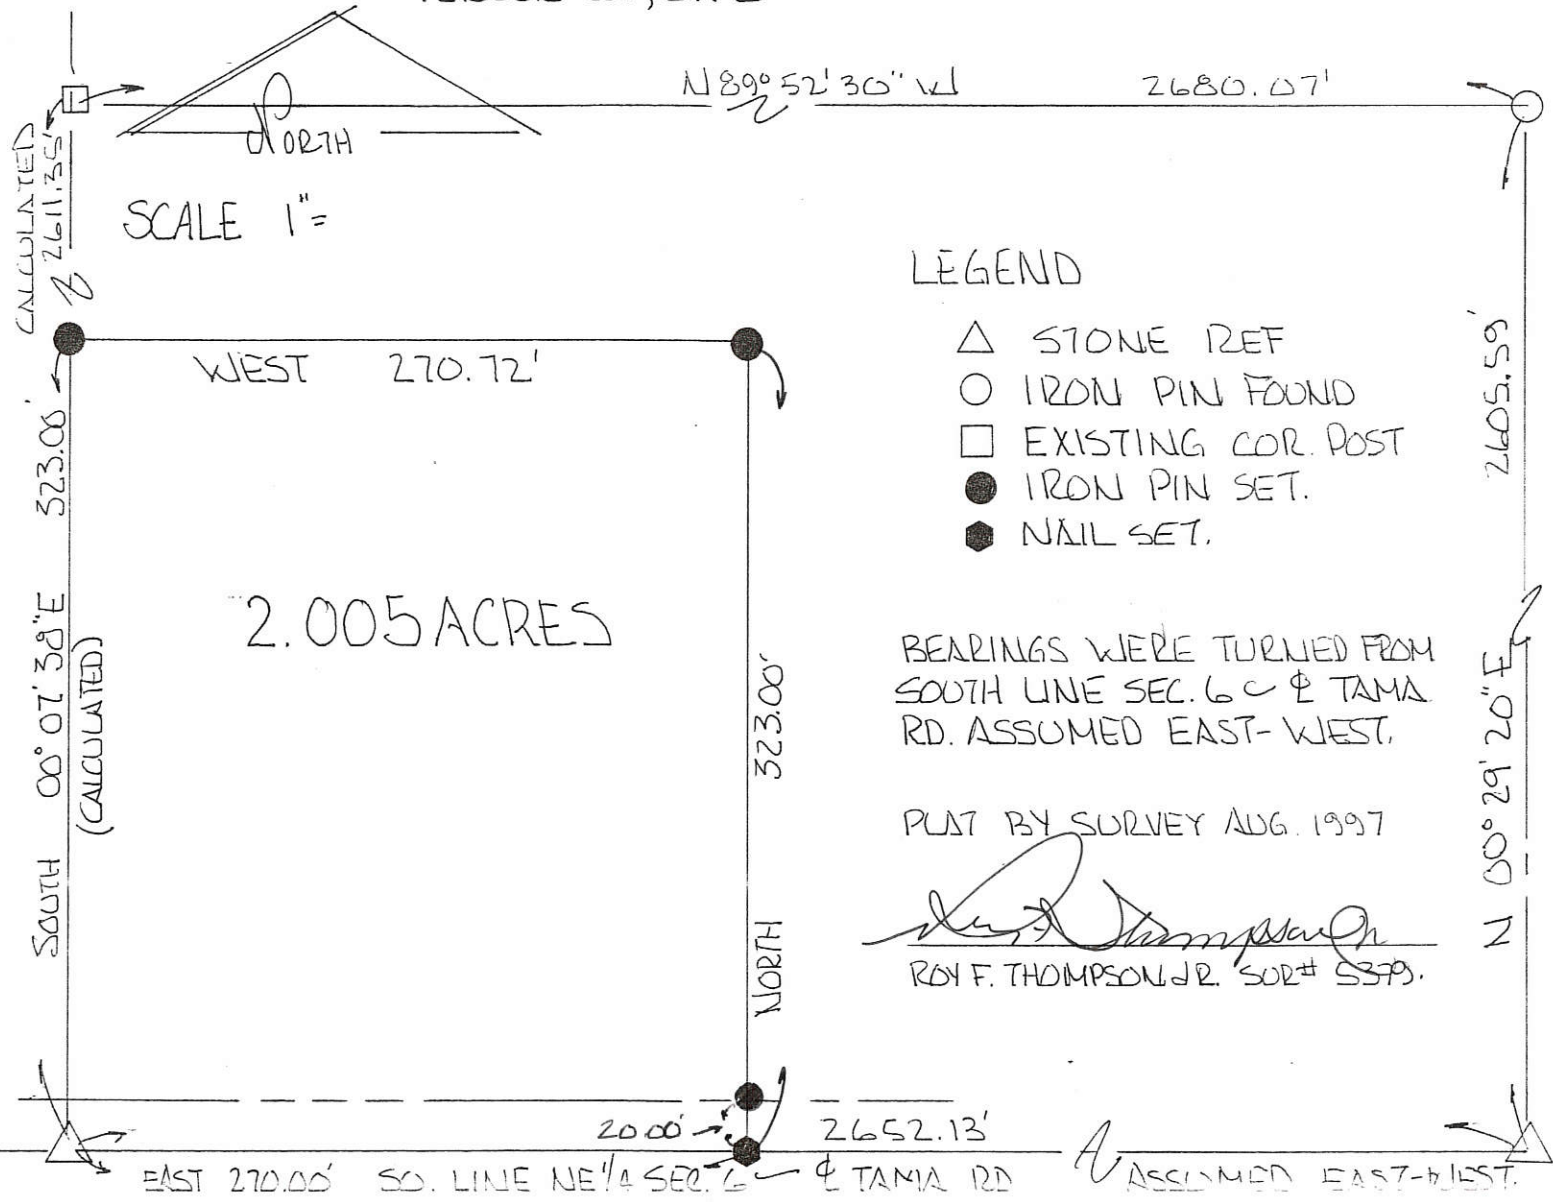 N 89° 52' 30" W 2680.07'
NORTH
CALCULATED
2611.35'
SCALE 1"=
WEST 270.72'
LEGEND
STONE REF
IRON PIN FOUND
EXISTING COR. POST
IRON PIN SET.
NAIL SET.
2605.59'
SOUTH 00° 07' 38" E 323.00'
(CALCULATED)
2.005 ACRES
NORTH 323.00'
BEARINGS WERE TURNED FROM
SOUTH LINE SEC. 6 ℄ TAMA
RD. ASSUMED EAST-WEST.
PLAT BY SURVEY AUG. 1997
ROY F. THOMPSON JR. SUR# 5379.
N 00° 29' 20" E
20.00'
2652.13'
EAST 270.00' SO. LINE NE 1/4 SEC. 6 ℄ TAMA RD ASSUMED EAST-WEST.